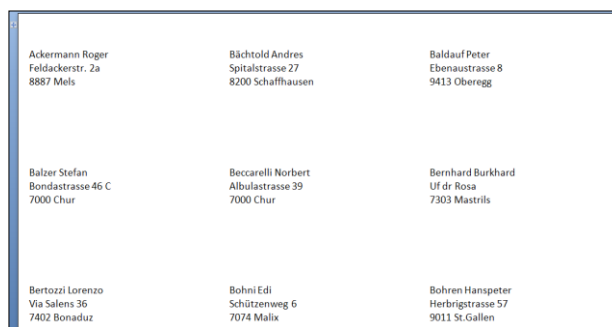 Ackermann Roger
Feldackerstr. 2a
8887 Mels
Bächtold Andres
Spitalstrasse 27
8200 Schaffhausen
Baldauf Peter
Ebenaustrasse 8
9413 Oberegg
Balzer Stefan
Bondastrasse 46 C
7000 Chur
Beccarelli Norbert
Albulastrasse 39
7000 Chur
Bernhard Burkhard
Uf dr Rosa
7303 Mastrils
Bertozzi Lorenzo
Via Salens 36
7402 Bonaduz
Bohni Edi
Schützenweg 6
7074 Malix
Bohren Hanspeter
Herbrigstrasse 57
9011 St.Gallen